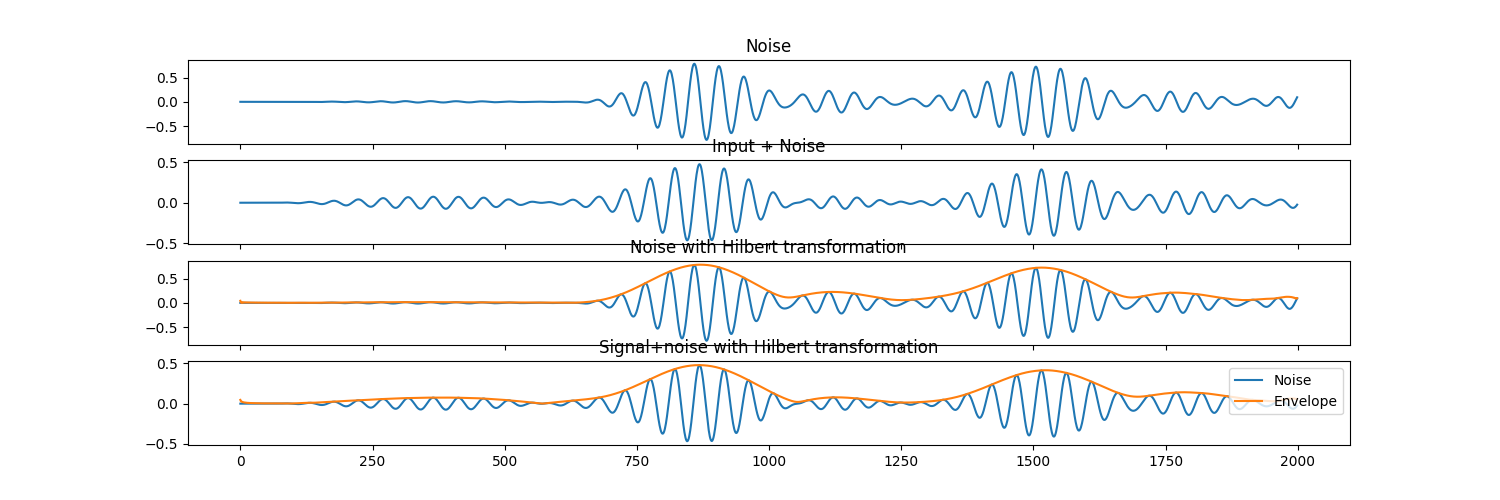 Noise
0.5
0.0
−0.5
Input + Noise
0.5
0.0
−0.5
Noise with Hilbert transformation
0.5
0.0
−0.5
Signal+noise with Hilbert transformation
0.5
0.0
−0.5
Noise
Envelope
0 250 500 750 1000 1250 1500 1750 2000